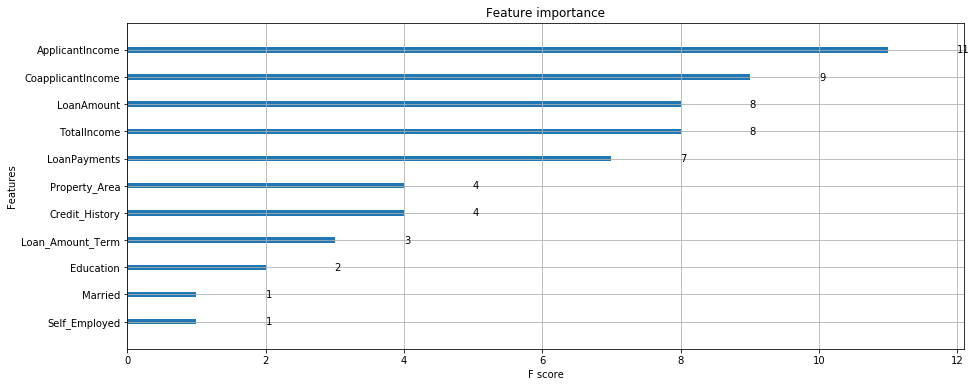 Feature importance
ApplicantIncome 11
CoapplicantIncome 9
LoanAmount 8
TotalIncome 8
LoanPayments 7
Property_Area 4
Credit_History 4
Loan_Amount_Term 3
Education 2
Married 1
Self_Employed 1
Features
0 2 4 6 8 10 12
F score